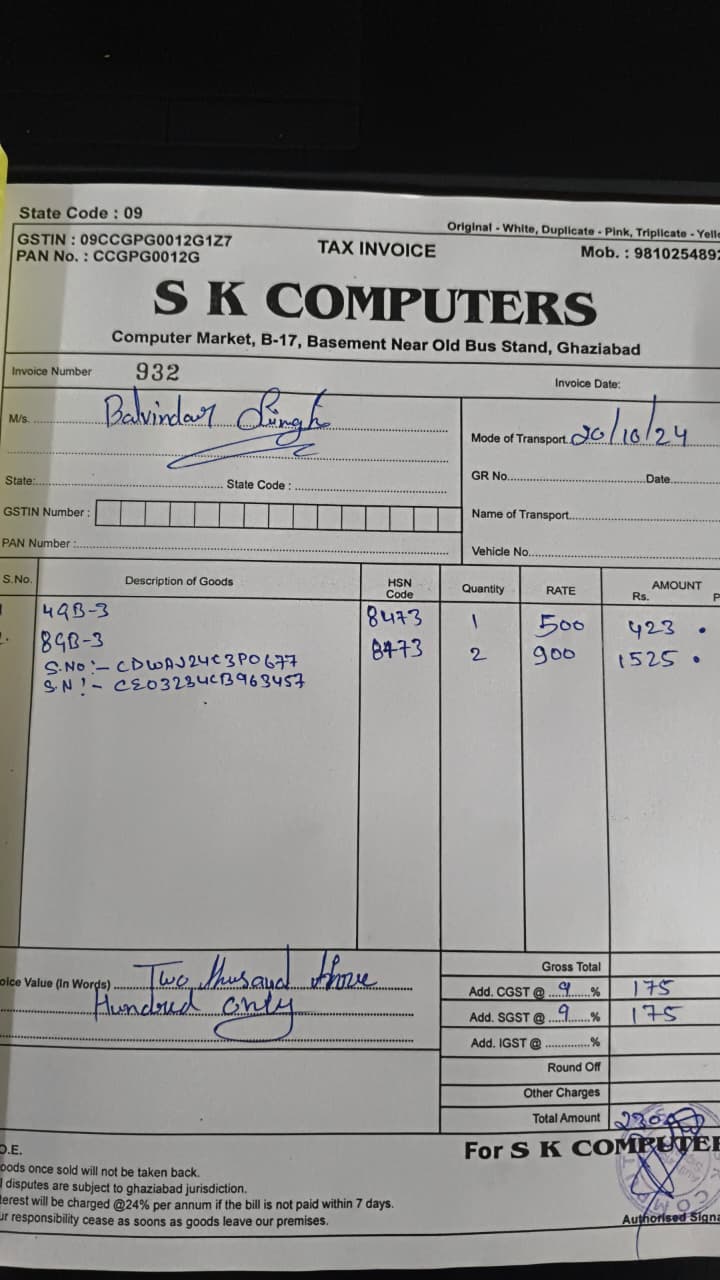 State Code : 09
Original - White, Duplicate - Pink, Triplicate - Yello
GSTIN : 09CCGPG0012G1Z7
PAN No. : CCGPG0012G
TAX INVOICE
Mob. : 981025489
S K COMPUTERS
Computer Market, B-17, Basement Near Old Bus Stand, Ghaziabad
Invoice Number 932
Invoice Date:
M/s. Balvindar Singh
Mode of Transport. 20/10/24
GR No. Date
State: State Code :
GSTIN Number :
Name of Transport
PAN Number :
Vehicle No.
S.No. Description of Goods HSN Code Quantity RATE AMOUNT Rs. P
4GB-3 8473 1 500 423
8GB-3 8473 2 900 1525
S.No:- CDWAJ24C3P0677
S.N:- CE03234CB963457
oice Value (In Words) Two thusand three
Hundred only
Gross Total
Add. CGST @ 9 % 175
Add. SGST @ 9 % 175
Add. IGST @ %
Round Off
Other Charges
Total Amount
O.E.
oods once sold will not be taken back.
l disputes are subject to ghaziabad jurisdiction.
terest will be charged @24% per annum if the bill is not paid within 7 days.
ur responsibility cease as soons as goods leave our premises.
For S K COMPUTER
Authorised Signa